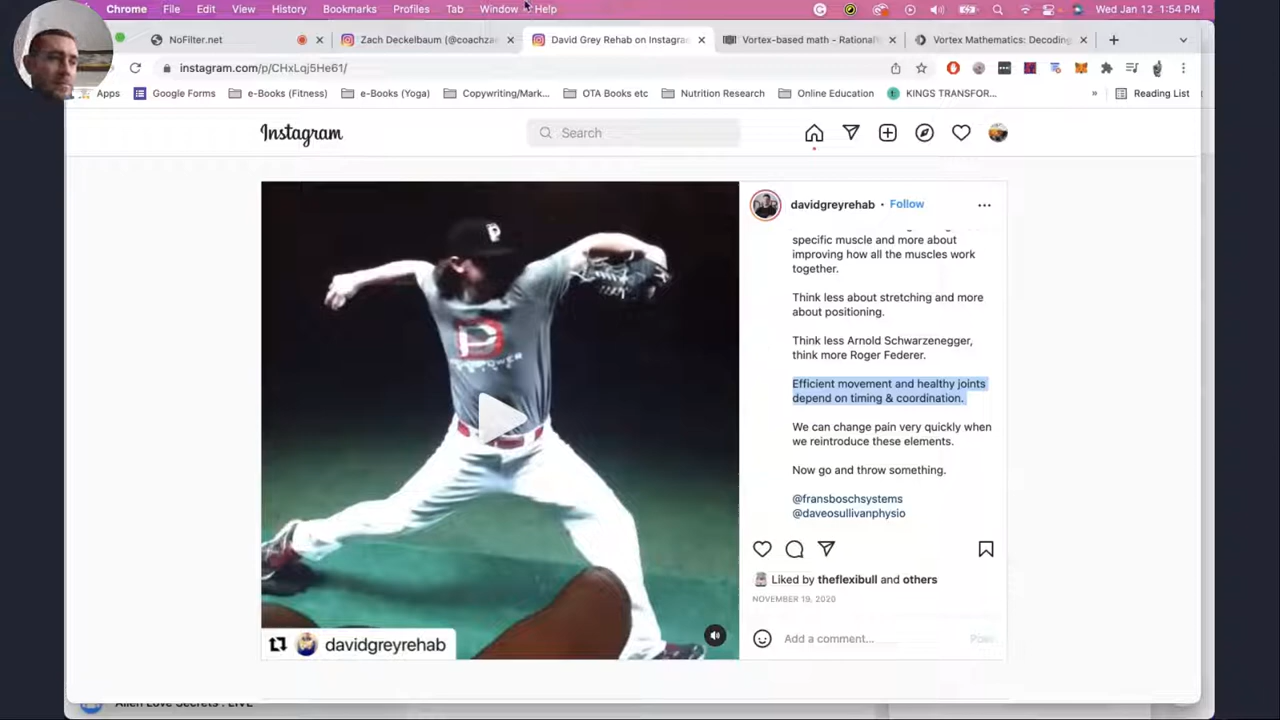 Chrome File Edit View History Bookmarks Profiles Tab Window Help Wed Jan 12 1:54 PM
NoFilter.net
Zach Deckelbaum (@coachza
David Grey Rehab on Instagra
Vortex-based math - RationalW
Vortex Mathematics: Decoding
instagram.com/p/CHxLqj5He61/
Apps Google Forms e-Books (Fitness) e-Books (Yoga) Copywriting/Mark... OTA Books etc Nutrition Research Online Education KINGS TRANSFOR... » Reading List
Instagram
Search
davidgreyrehab • Follow
specific muscle and more about
improving how all the muscles work
together.
Think less about stretching and more
about positioning.
Think less Arnold Schwarzenegger,
think more Roger Federer.
Efficient movement and healthy joints
depend on timing & coordination.
We can change pain very quickly when
we reintroduce these elements.
Now go and throw something.
@fransboschsystems
@daveosullivanphysio
Liked by theflexibull and others
NOVEMBER 19, 2020
Add a comment...
Post
P
D
davidgreyrehab
Alien Love Secrets : LIVE